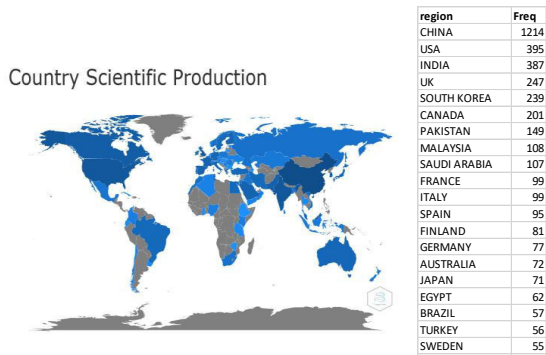 Country Scientific Production
region Freq
CHINA 1214
USA 395
INDIA 387
UK 247
SOUTH KOREA 239
CANADA 201
PAKISTAN 149
MALAYSIA 108
SAUDI ARABIA 107
FRANCE 99
ITALY 99
SPAIN 95
FINLAND 81
GERMANY 77
AUSTRALIA 72
JAPAN 71
EGYPT 62
BRAZIL 57
TURKEY 56
SWEDEN 55